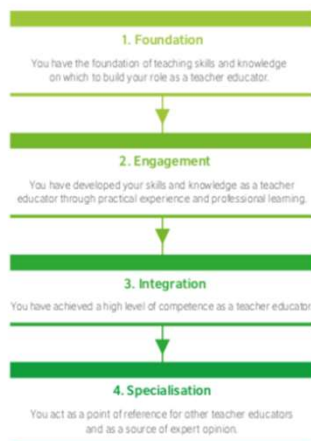 1. Foundation
You have the foundation of teaching skills and knowledge
on which to build your role as a teacher educator.
2. Engagement
You have developed your skills and knowledge as a teacher
educator through practical experience and professional learning.
3. Integration
You have achieved a high level of competence as a teacher educator
4. Specialisation
You act as a point of reference for other teacher educators
and as a source of expert opinion.